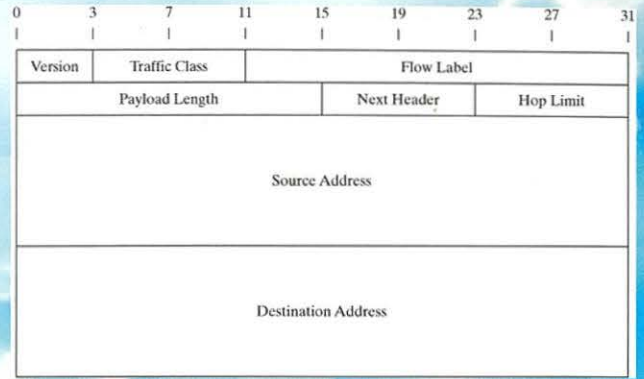 0 3 7 11 15 19 23 27 31
Version Traffic Class Flow Label
Payload Length Next Header Hop Limit
Source Address
Destination Address